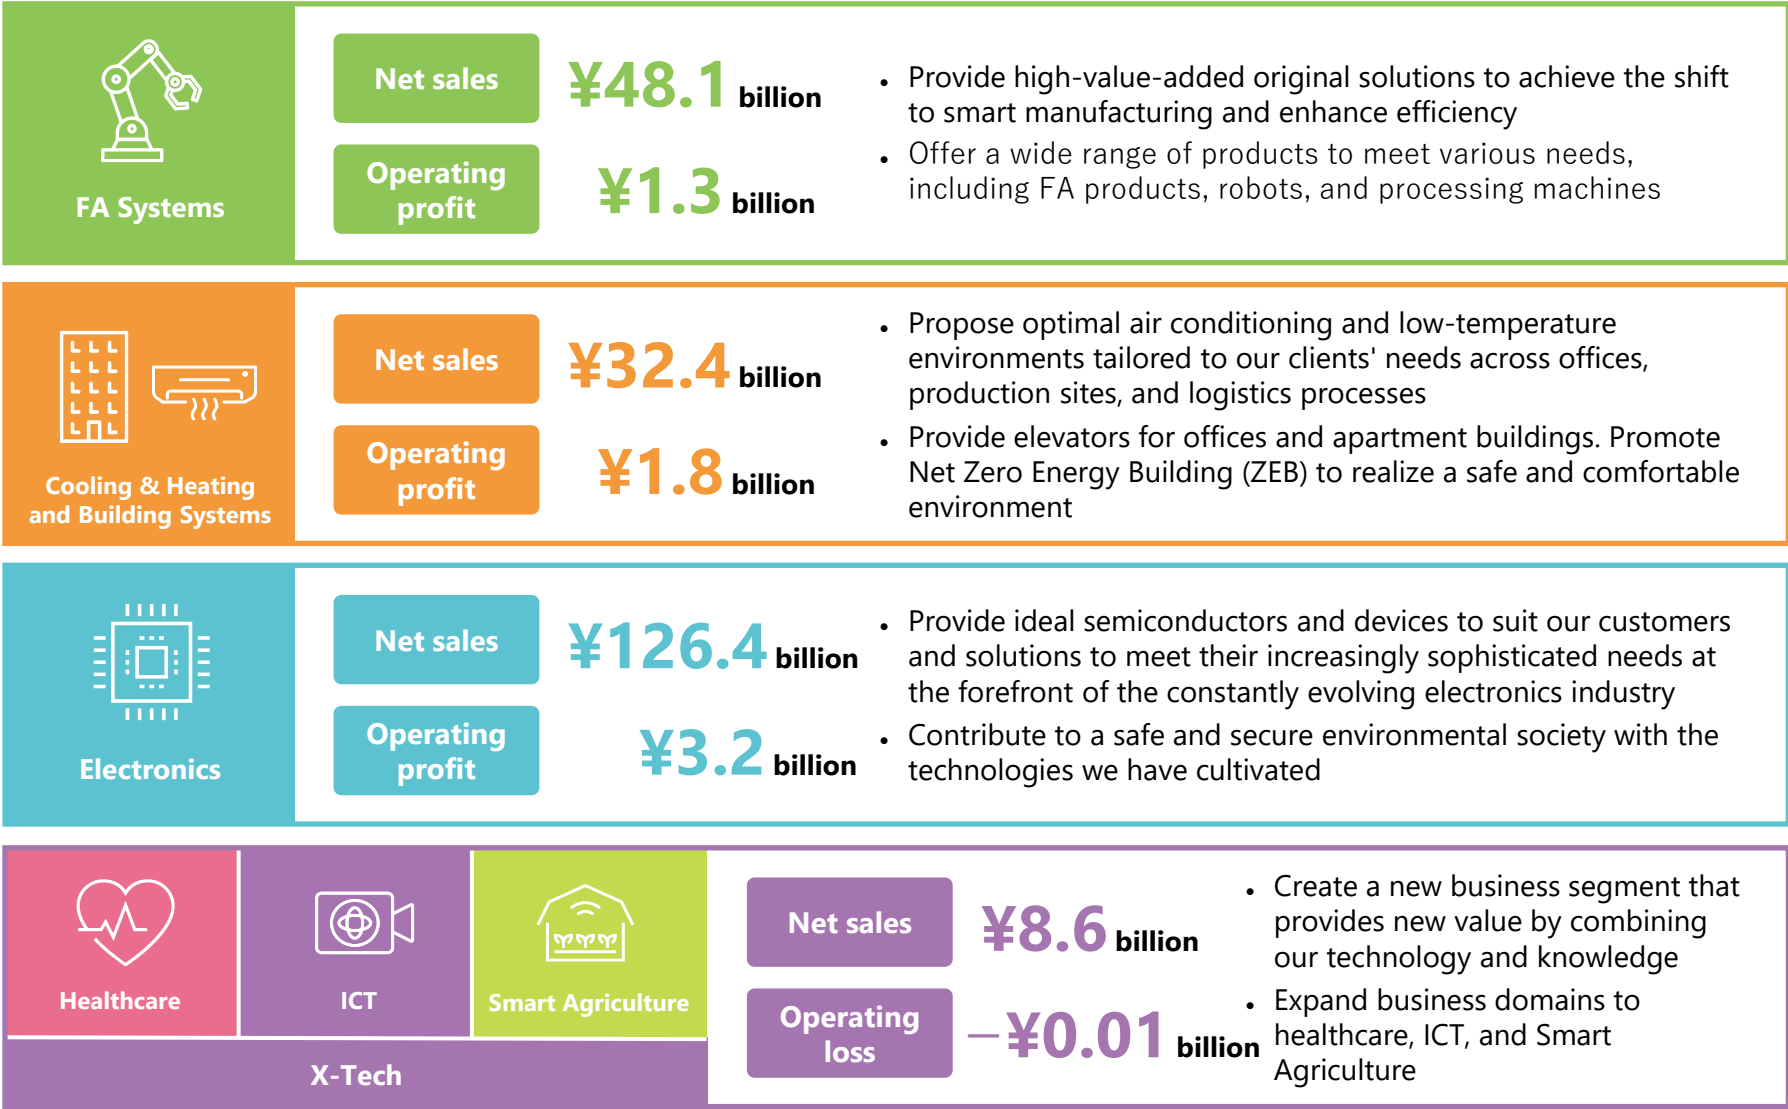 FA Systems
Net sales
¥48.1 billion
Operating
profit
¥1.3 billion
• Provide high-value-added original solutions to achieve the shift
to smart manufacturing and enhance efficiency
• Offer a wide range of products to meet various needs,
including FA products, robots, and processing machines
Cooling & Heating
and Building Systems
Net sales
¥32.4 billion
Operating
profit
¥1.8 billion
• Propose optimal air conditioning and low-temperature
environments tailored to our clients' needs across offices,
production sites, and logistics processes
• Provide elevators for offices and apartment buildings. Promote
Net Zero Energy Building (ZEB) to realize a safe and comfortable
environment
Electronics
Net sales
¥126.4 billion
Operating
profit
¥3.2 billion
• Provide ideal semiconductors and devices to suit our customers
and solutions to meet their increasingly sophisticated needs at
the forefront of the constantly evolving electronics industry
• Contribute to a safe and secure environmental society with the
technologies we have cultivated
Healthcare
ICT
Smart Agriculture
X-Tech
Net sales
¥8.6 billion
Operating
loss
−¥0.01 billion
• Create a new business segment that
provides new value by combining
our technology and knowledge
• Expand business domains to
healthcare, ICT, and Smart
Agriculture